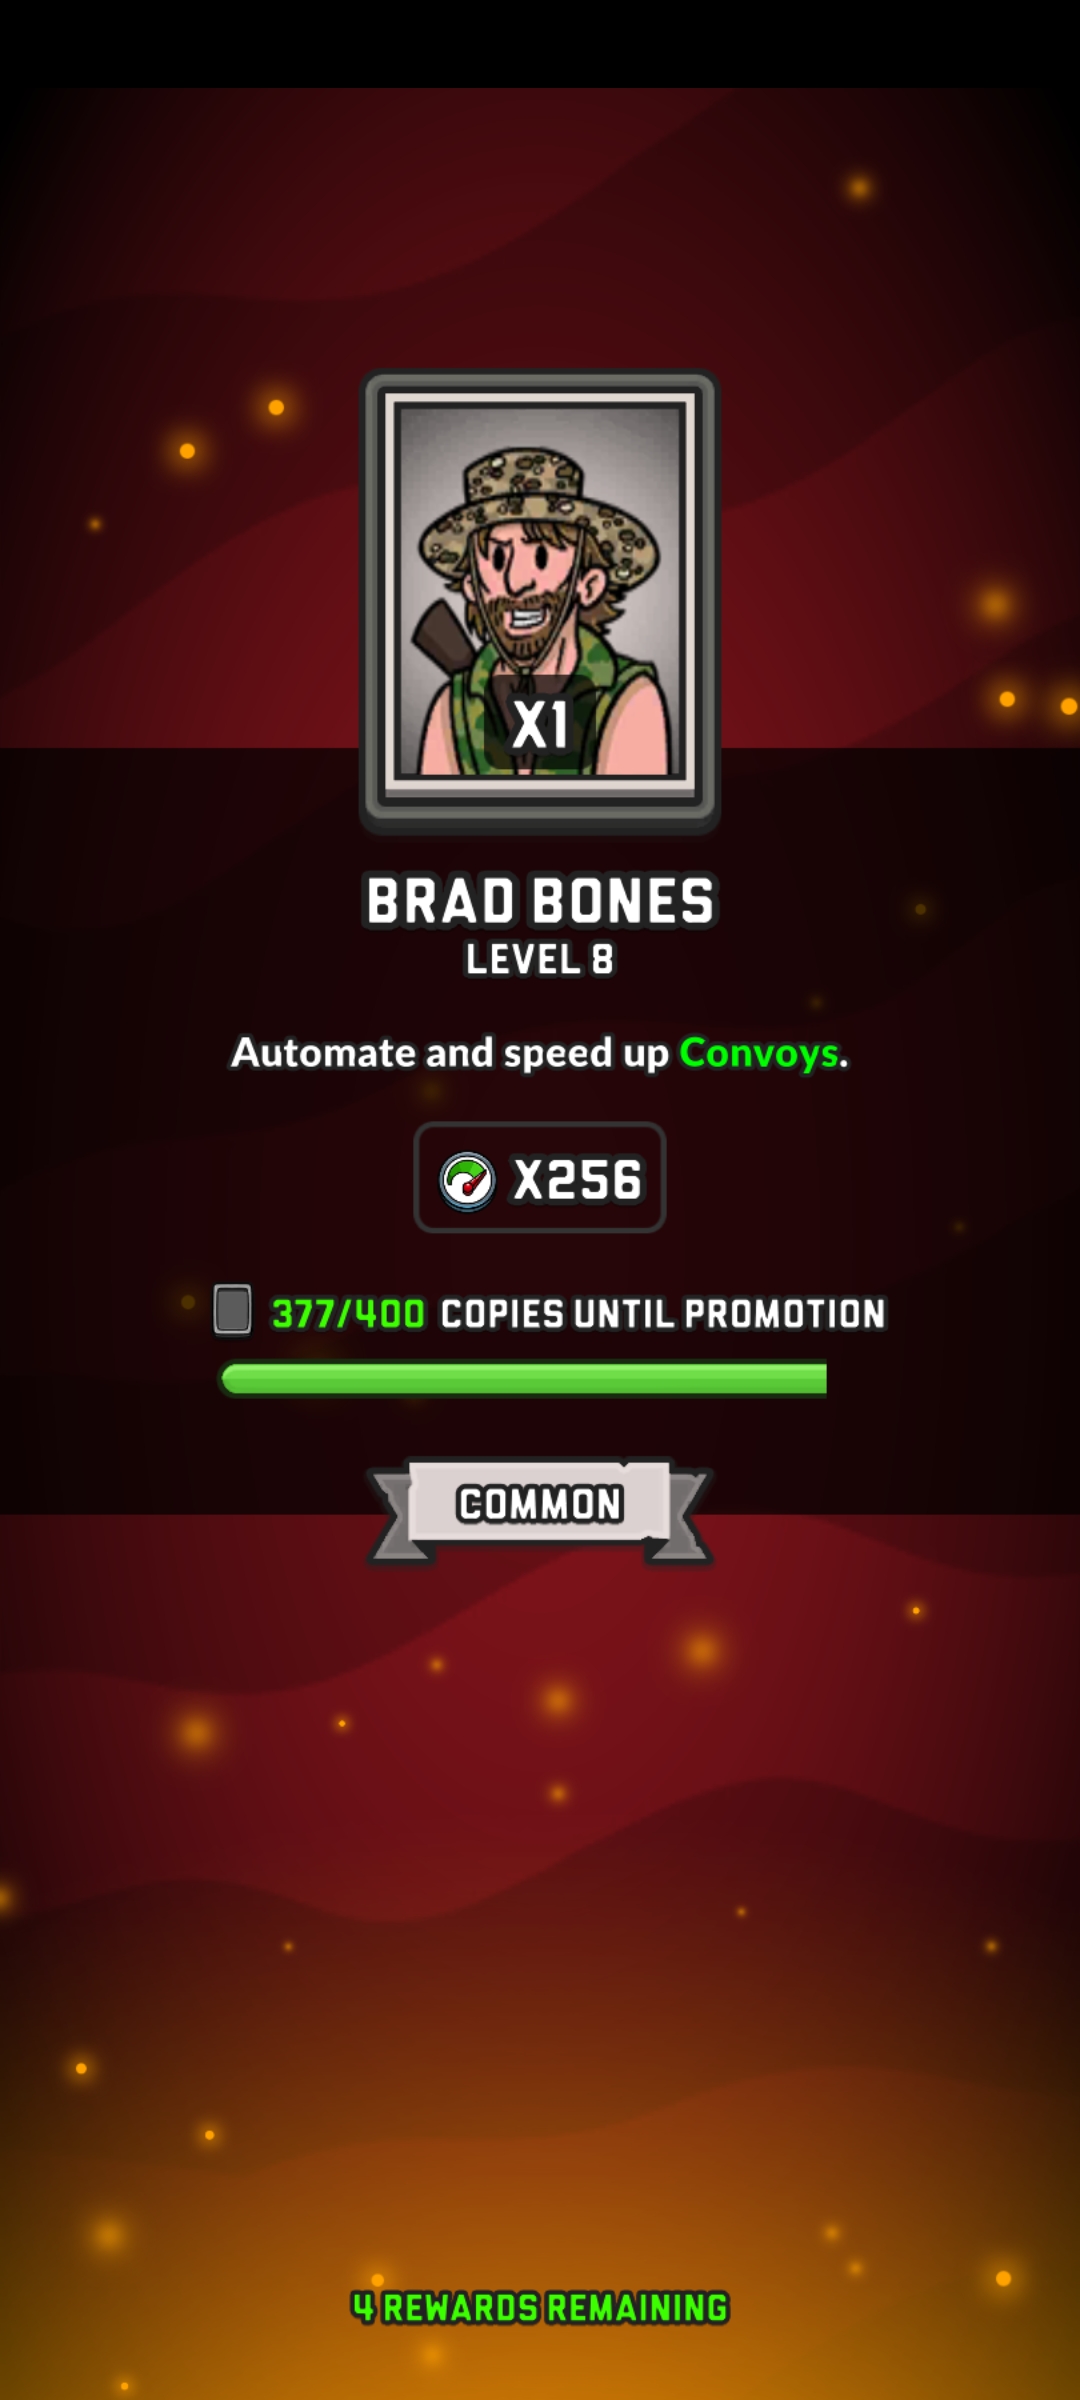 X1
BRAD BONES
LEVEL 8
Automate and speed up Convoys.
X256
377/400 COPIES UNTIL PROMOTION
COMMON
4 REWARDS REMAINING